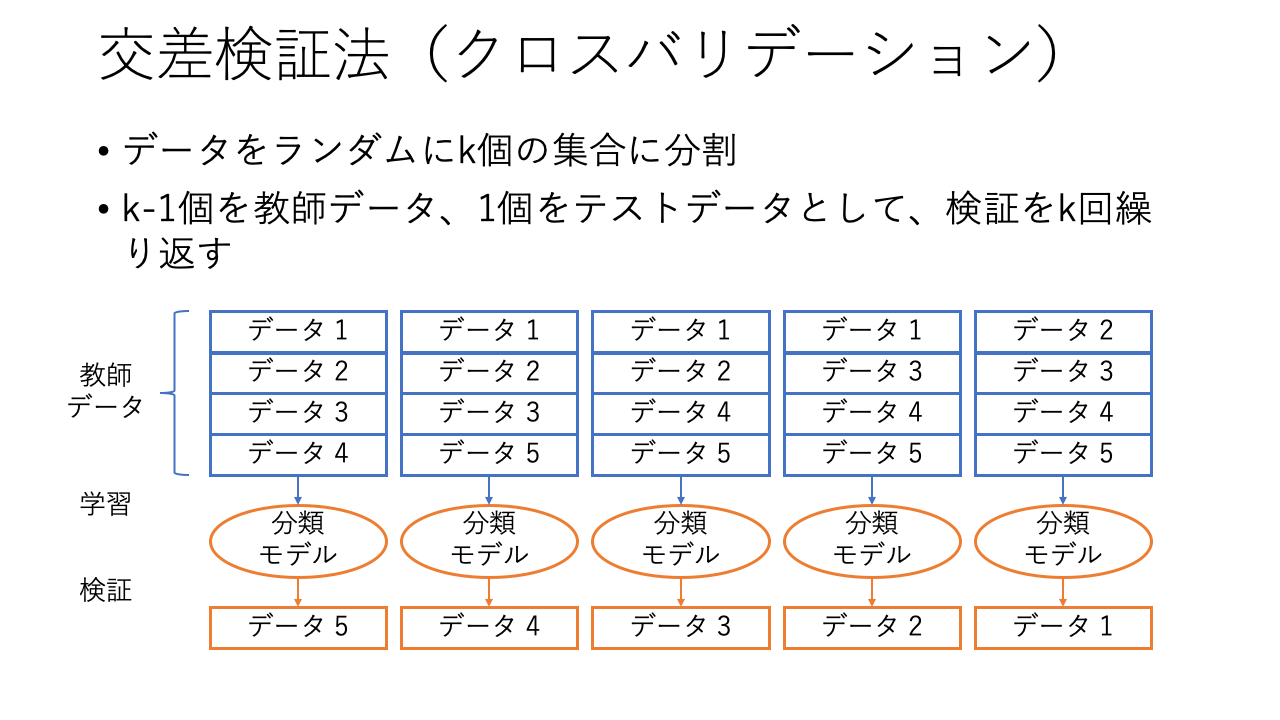 交差検証法（クロスバリデーション）
• データをランダムにk個の集合に分割
• k-1個を教師データ、1個をテストデータとして、検証をk回繰
り返す
教師
データ
データ 1
データ 2
データ 3
データ 4
データ 1
データ 2
データ 3
データ 5
データ 1
データ 2
データ 4
データ 5
データ 1
データ 3
データ 4
データ 5
データ 2
データ 3
データ 4
データ 5
学習
分類
モデル
分類
モデル
分類
モデル
分類
モデル
分類
モデル
検証
データ 5
データ 4
データ 3
データ 2
データ 1